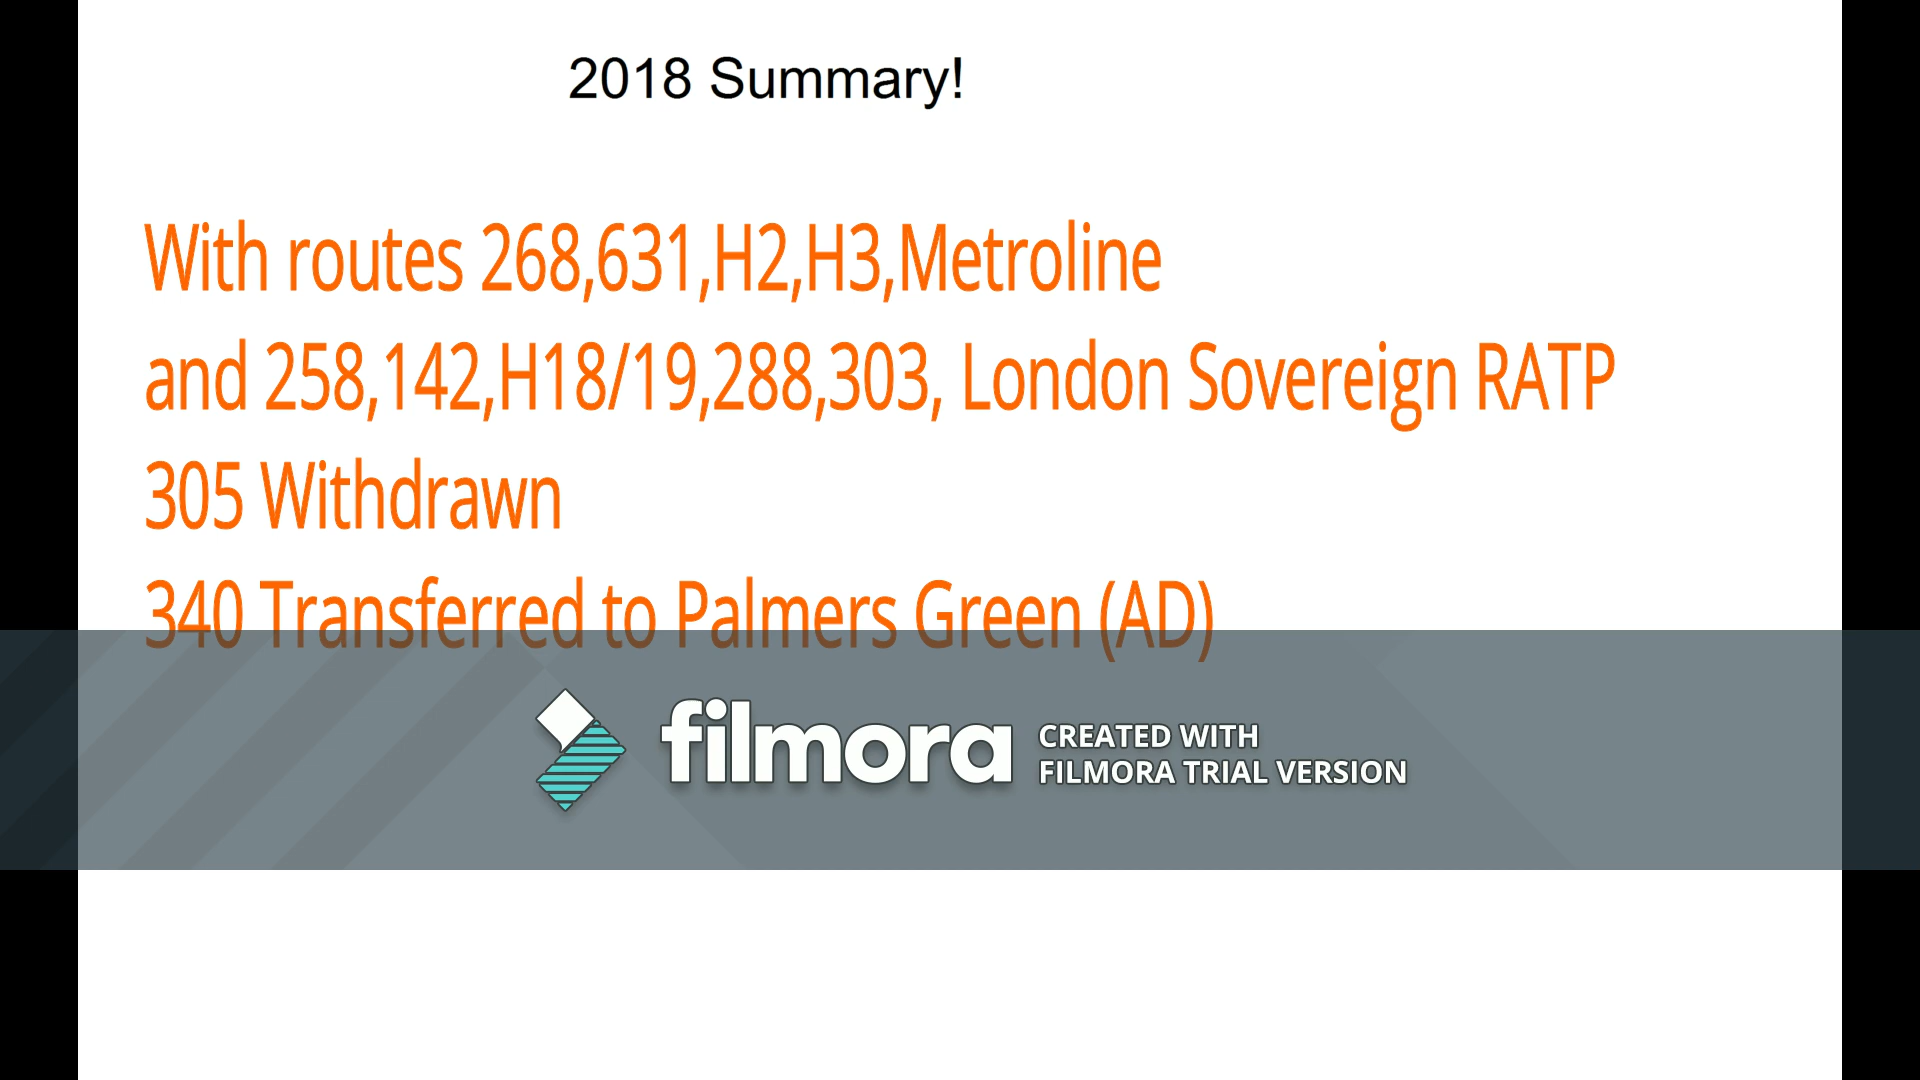 2018 Summary!
With routes 268,631,H2,H3,Metroline
and 258,142,H18/19,288,303, London Sovereign RATP
305 Withdrawn
340 Transferred to Palmers Green (AD)
filmora
CREATED WITH
FILMORA TRIAL VERSION